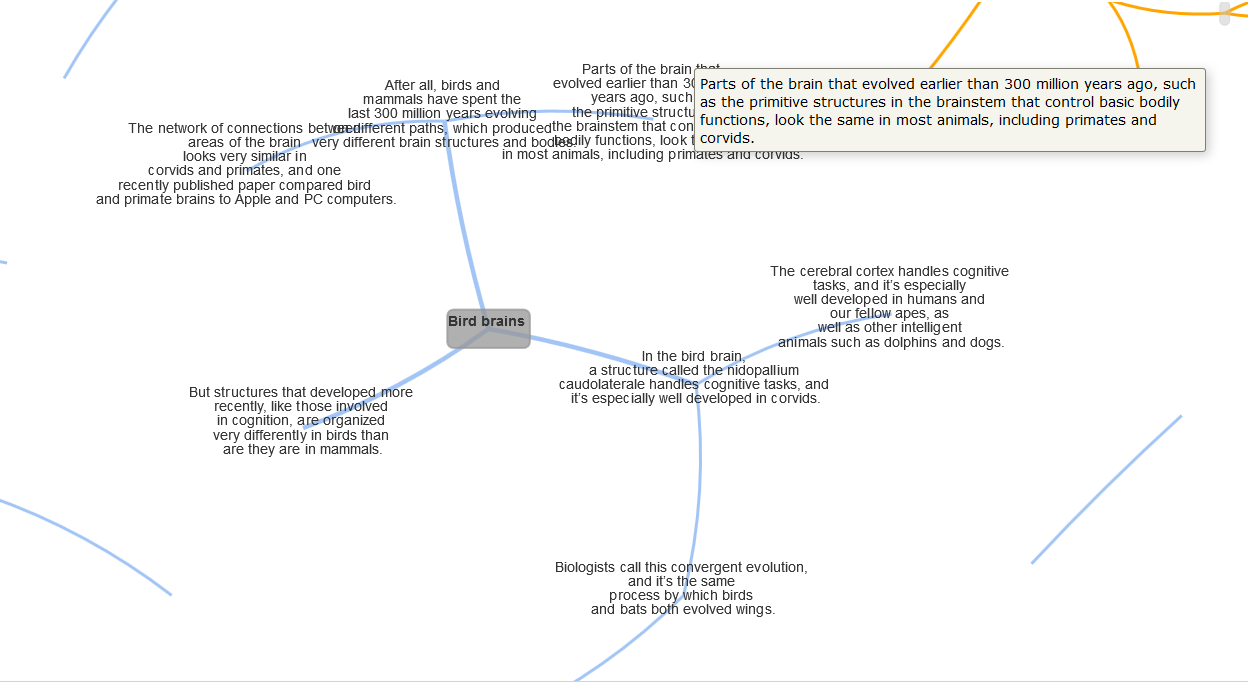 After all, birds and
mammals have spent the
last 300 million years evolving
on different paths, which produced
very different brain structures and bodies.
Parts of the brain that
evolved earlier than 30
years ago, such
the primitive structu
the brainstem that con
bodily functions, look t
in most animals, including primates and corvids.
Parts of the brain that evolved earlier than 300 million years ago, such
as the primitive structures in the brainstem that control basic bodily
functions, look the same in most animals, including primates and
corvids.
The network of connections between
areas of the brain
looks very similar in
corvids and primates, and one
recently published paper compared bird
and primate brains to Apple and PC computers.
The cerebral cortex handles cognitive
tasks, and it's especially
well developed in humans and
our fellow apes, as
well as other intelligent
animals such as dolphins and dogs.
Bird brains
In the bird brain,
a structure called the nidopallium
caudolaterale handles cognitive tasks, and
it's especially well developed in corvids.
But structures that developed more
recently, like those involved
in cognition, are organized
very differently in birds than
are they are in mammals.
Biologists call this convergent evolution,
and it's the same
process by which birds
and bats both evolved wings.